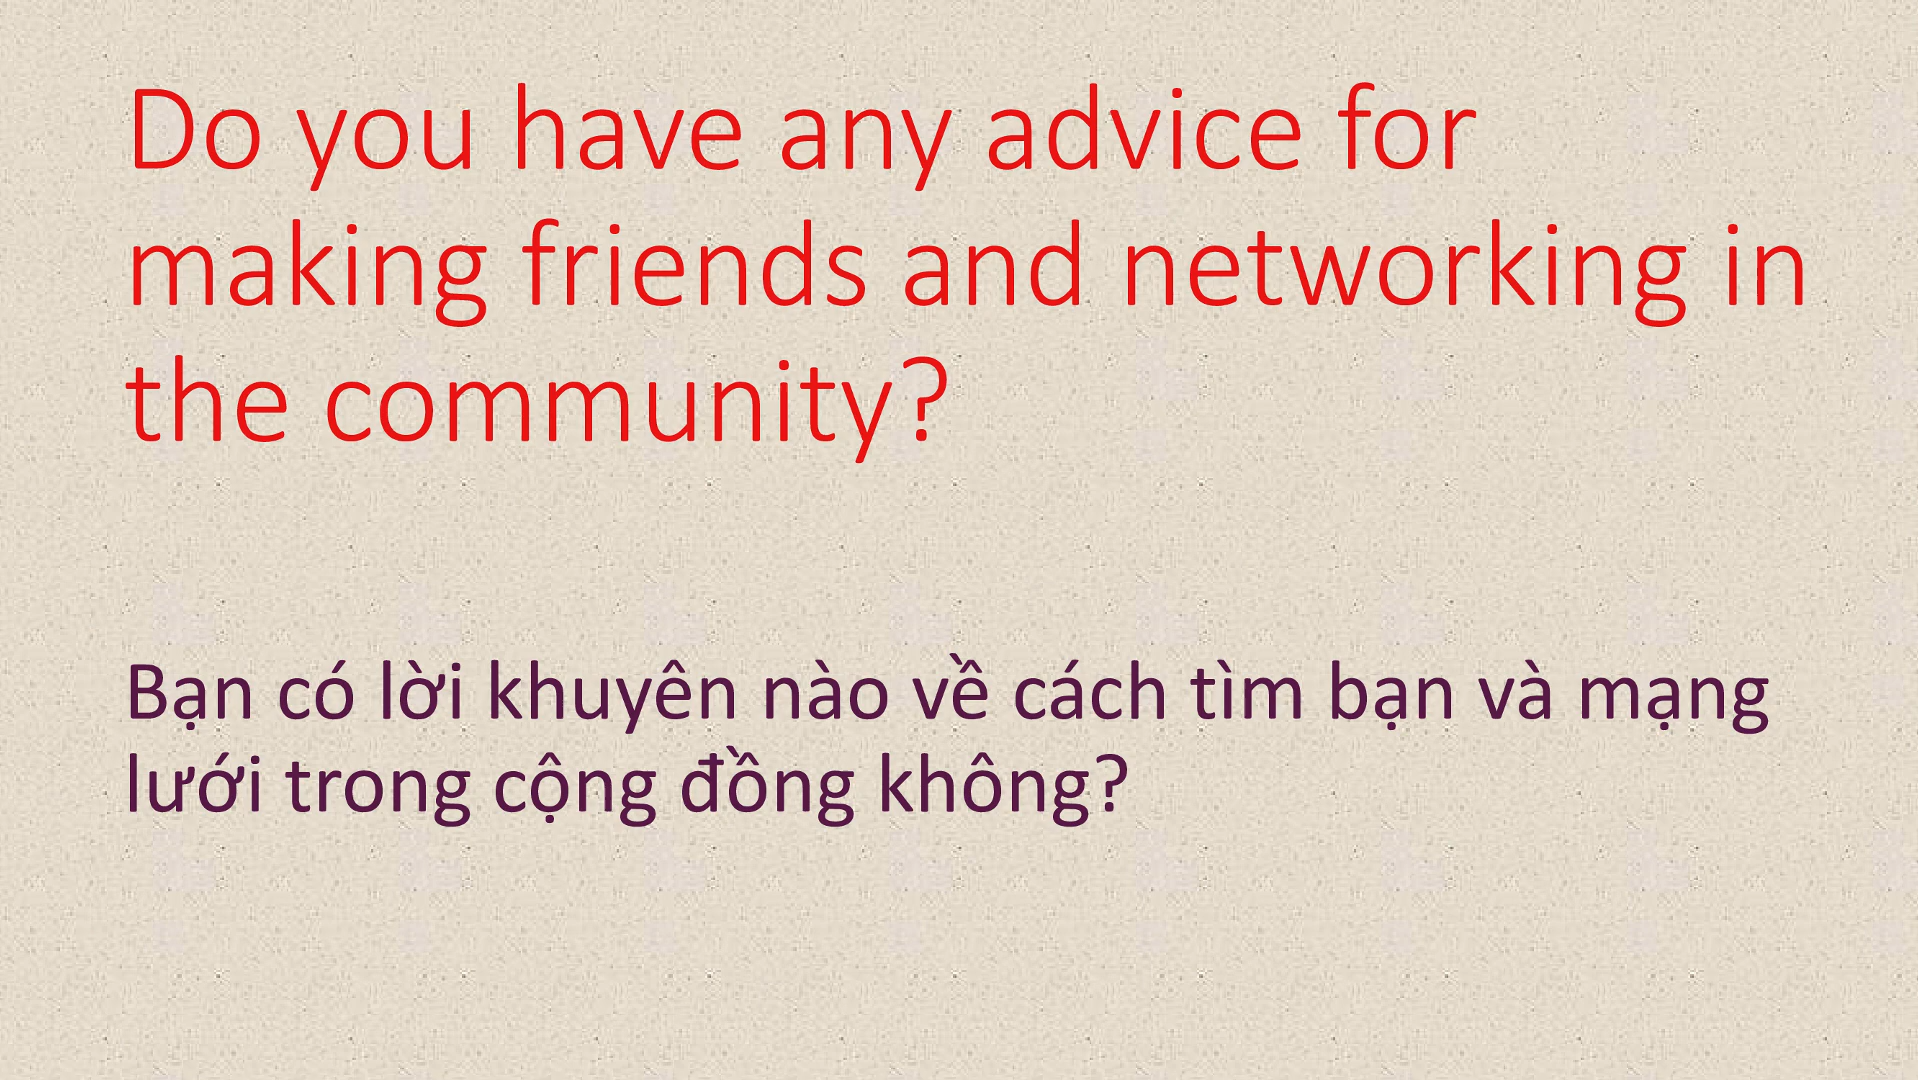 Do you have any advice for
making friends and networking in
the community?
Bạn có lời khuyên nào về cách tìm bạn và mạng
lưới trong cộng đồng không?